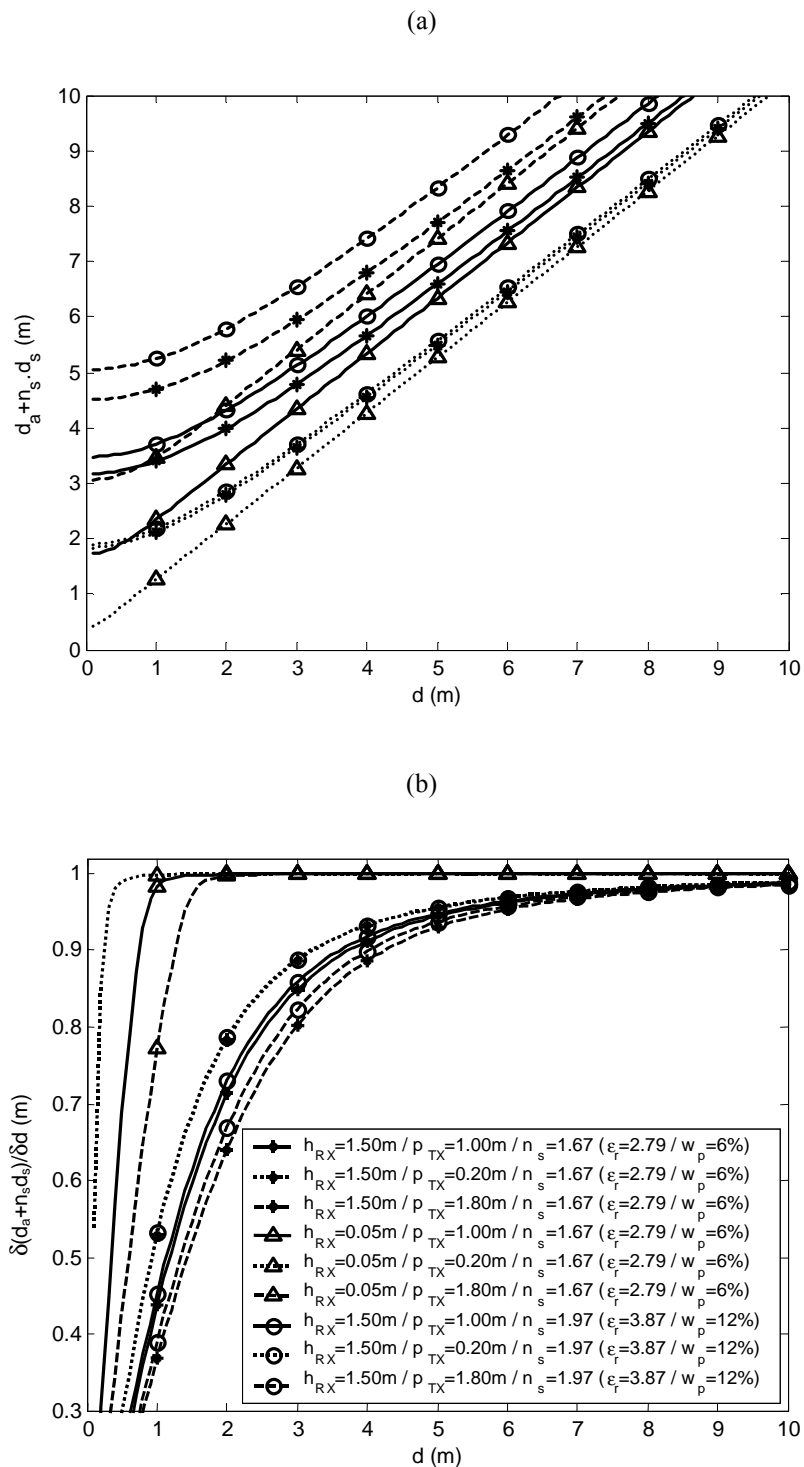 (a)
10
9
8
7
6
5
4
3
2
1
0
d_a+n_s.d_s (m)
0 1 2 3 4 5 6 7 8 9 10
d (m)
(b)
1
0.9
0.8
0.7
0.6
0.5
0.4
0.3
δ(d_a+n_s d_s)/δd (m)
h_RX=1.50m / p_TX=1.00m / n_s=1.67 (ε_r=2.79 / w_p=6%)
h_RX=1.50m / p_TX=0.20m / n_s=1.67 (ε_r=2.79 / w_p=6%)
h_RX=1.50m / p_TX=1.80m / n_s=1.67 (ε_r=2.79 / w_p=6%)
h_RX=0.05m / p_TX=1.00m / n_s=1.67 (ε_r=2.79 / w_p=6%)
h_RX=0.05m / p_TX=0.20m / n_s=1.67 (ε_r=2.79 / w_p=6%)
h_RX=0.05m / p_TX=1.80m / n_s=1.67 (ε_r=2.79 / w_p=6%)
h_RX=1.50m / p_TX=1.00m / n_s=1.97 (ε_r=3.87 / w_p=12%)
h_RX=1.50m / p_TX=0.20m / n_s=1.97 (ε_r=3.87 / w_p=12%)
h_RX=1.50m / p_TX=1.80m / n_s=1.97 (ε_r=3.87 / w_p=12%)
0 1 2 3 4 5 6 7 8 9 10
d (m)